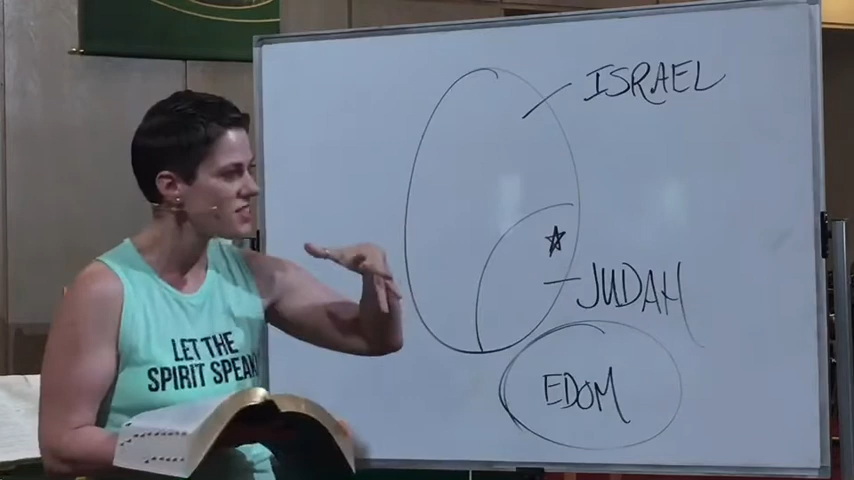 ISRAEL
JUDAH
EDOM
LET THE
SPIRIT SPEAK